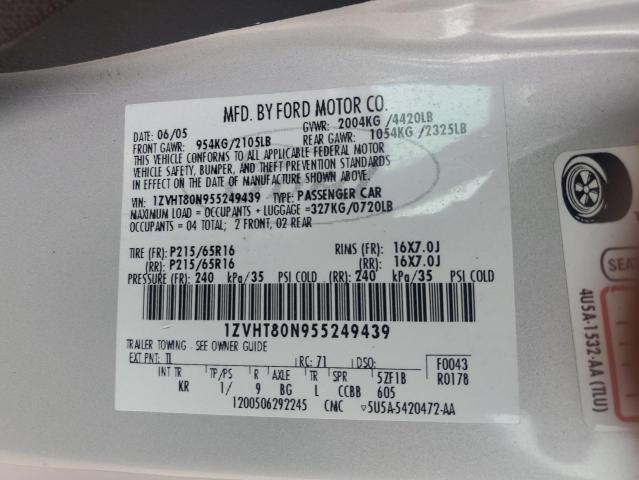 MFD. BY FORD MOTOR CO.
DATE: 06/05 GVWR: 2004KG /4420LB
FRONT GAWR: 954KG/2105LB REAR GAWR: 1054KG /2325LB
THIS VEHICLE CONFORMS TO ALL APPLICABLE FEDERAL MOTOR
VEHICLE SAFETY, BUMPER, AND THEFT PREVENTION STANDARDS
IN EFFECT ON THE DATE OF MANUFACTURE SHOWN ABOVE.
VIN: 1ZVHT80N955249439 TYPE: PASSENGER CAR
MAXIMUM LOAD = OCCUPANTS + LUGGAGE =327KG/0720LB
OCCUPANTS = 04 TOTAL: 2 FRONT, 02 REAR
TIRE (FR): P215/65R16 RINS (FR): 16X7.0J
(RR): P215/65R16 (RR): 16X7.0J
PRESSURE (FR): 240 kPa/35 PSI COLD (RR): 240 kPa/35 PSI COLD
1ZVHT80N955249439
TRAILER TOWING - SEE OWNER GUIDE
EXT PNT: TL RC: 71 DSO: F0043
INT TR TP/PS R AXLE TR SPR 5ZF1B R0178
KR 1/ 9 BG L CCBB 605
1200506292245 CMC 5U5A-5420472-AA
SEA
4U5A-1532-AA (TLU)